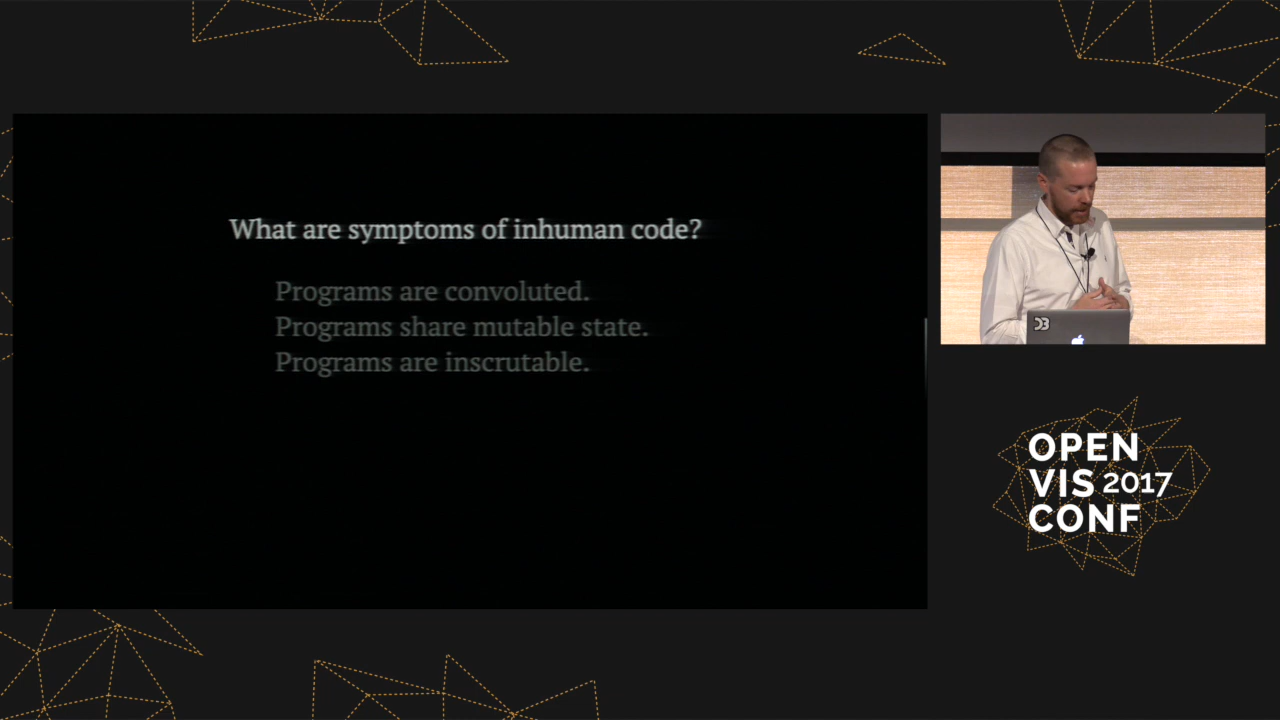 What are symptoms of inhuman code?
Programs are convoluted.
Programs share mutable state.
Programs are inscrutable.
D3
OPEN
VIS 2017
CONF